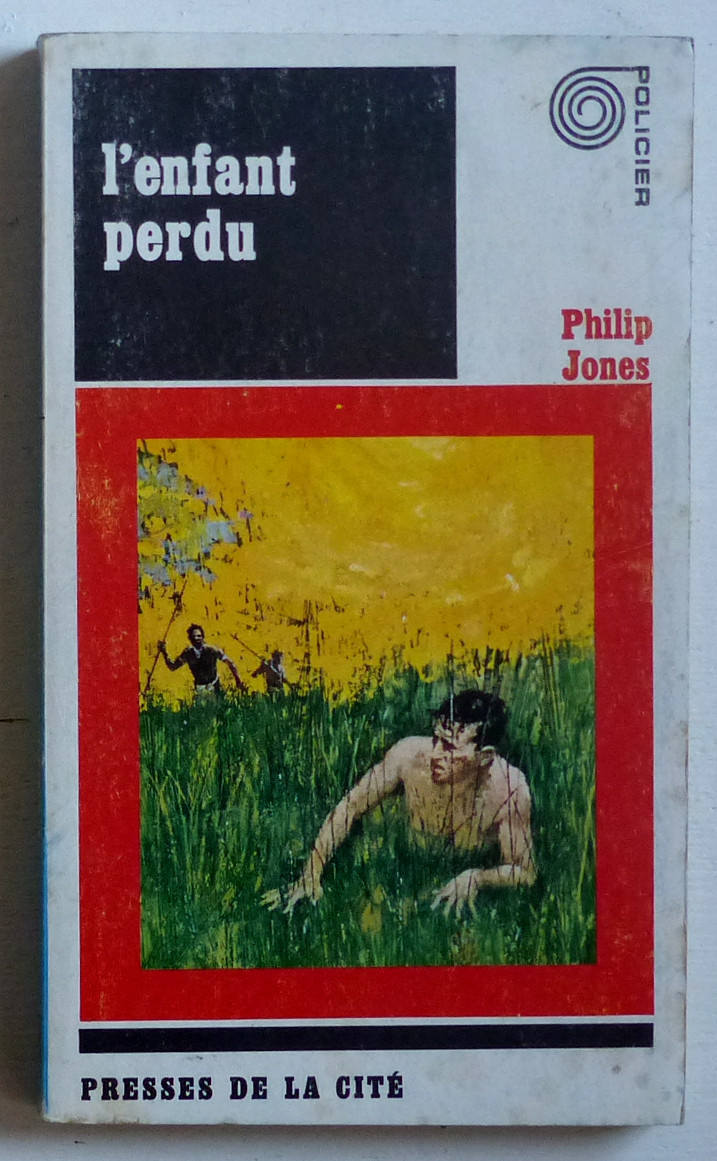 l'enfant
perdu
POLICIER
Philip
Jones
PRESSES DE LA CITÉ